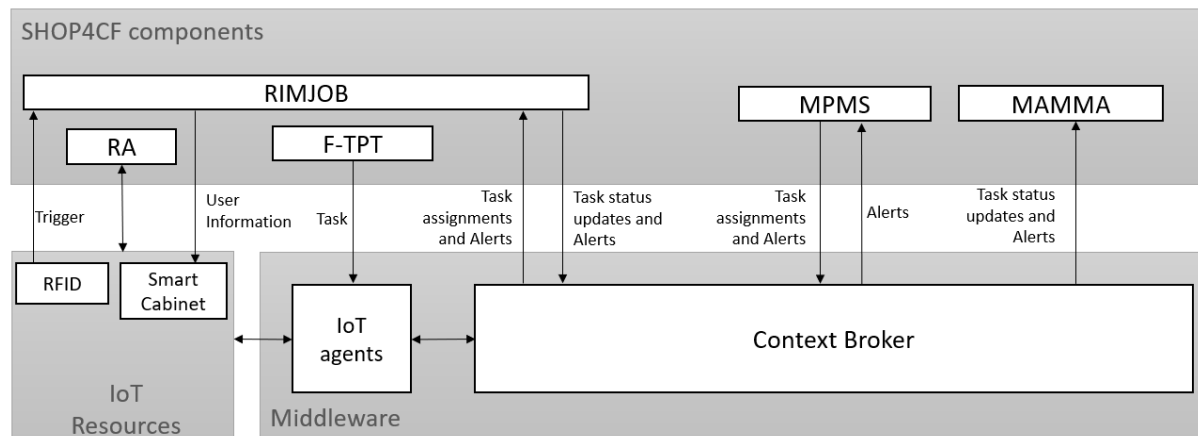 SHOP4CF components
RIMJOB
MPMS
MAMMA
RA
F-TPT
Trigger
User
Information
Task
Task
assignments
and Alerts
Task status
updates and
Alerts
Task
assignments
and Alerts
Alerts
Task status
updates and
Alerts
RFID
Smart
Cabinet
IoT
agents
Context Broker
IoT
Resources
Middleware